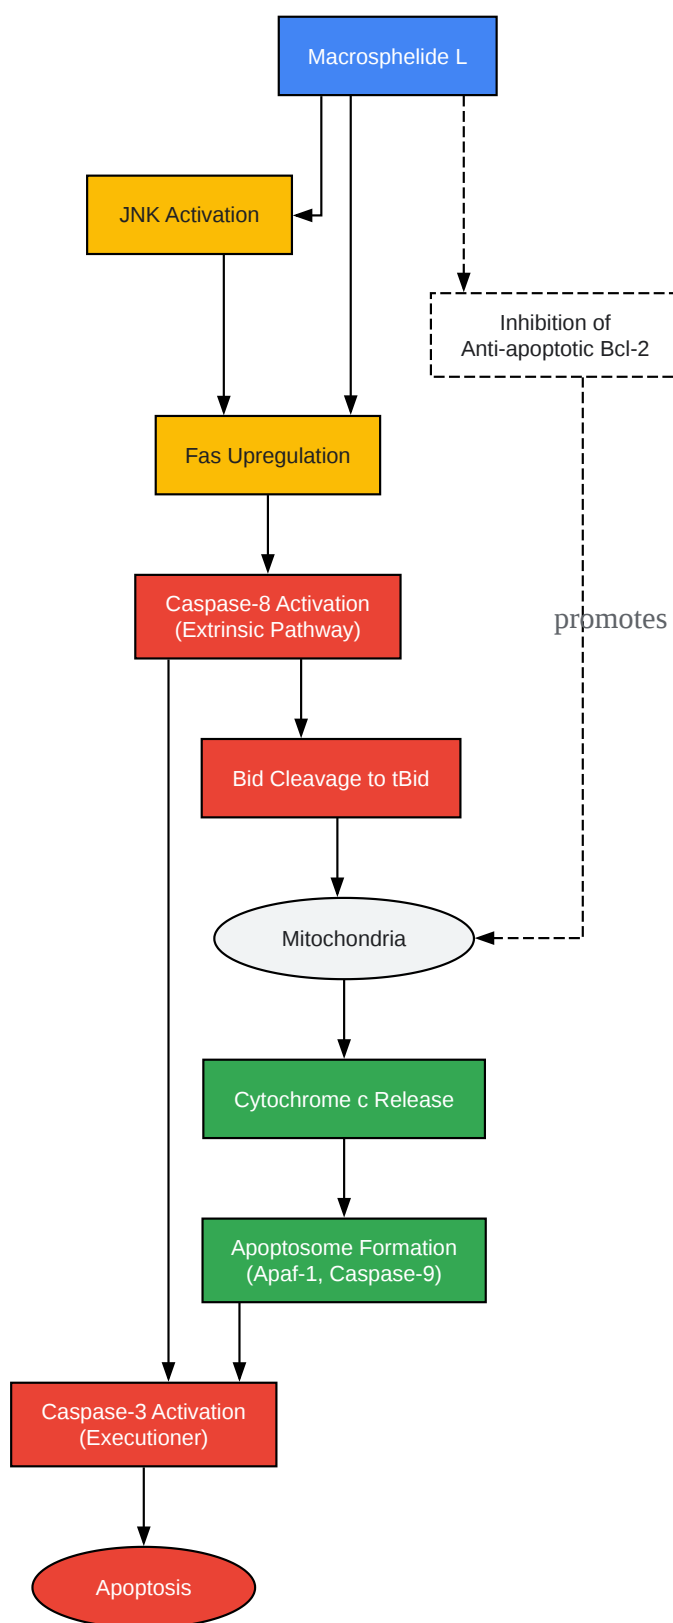 Macrosphelide L
JNK Activation
Inhibition of
Anti-apoptotic Bcl-2
Fas Upregulation
Caspase-8 Activation
(Extrinsic Pathway)
promotes
Bid Cleavage to tBid
Mitochondria
Cytochrome c Release
Apoptosome Formation
(Apaf-1, Caspase-9)
Caspase-3 Activation
(Executioner)
Apoptosis